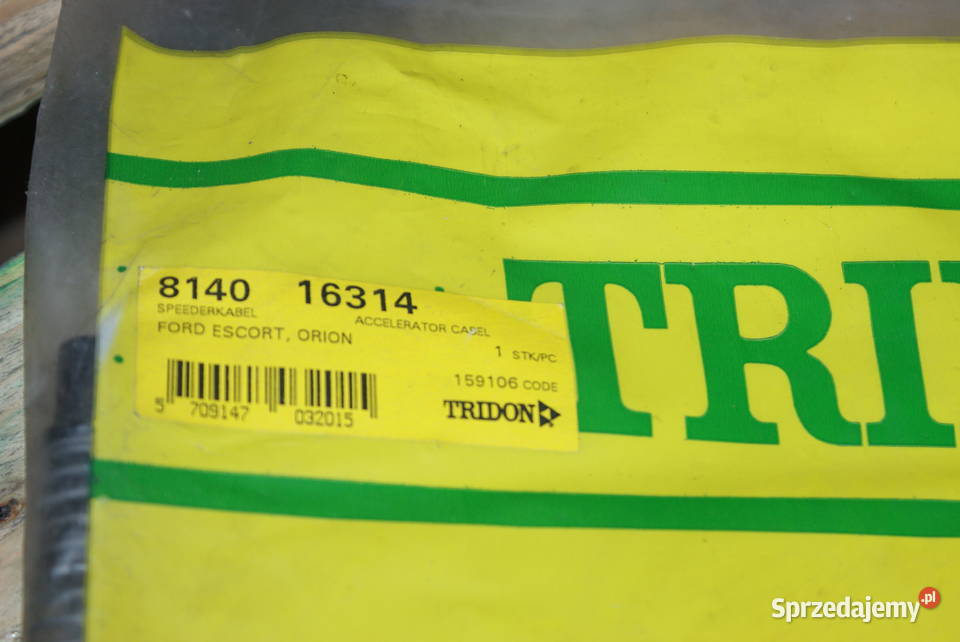 8140 16314
SPEEDERKABEL ACCELERATOR CABEL
FORD ESCORT, ORION
1 STK/PC
159106 CODE
5 709147 032015
TRIDON
TRI
Sprzedajemy.pl